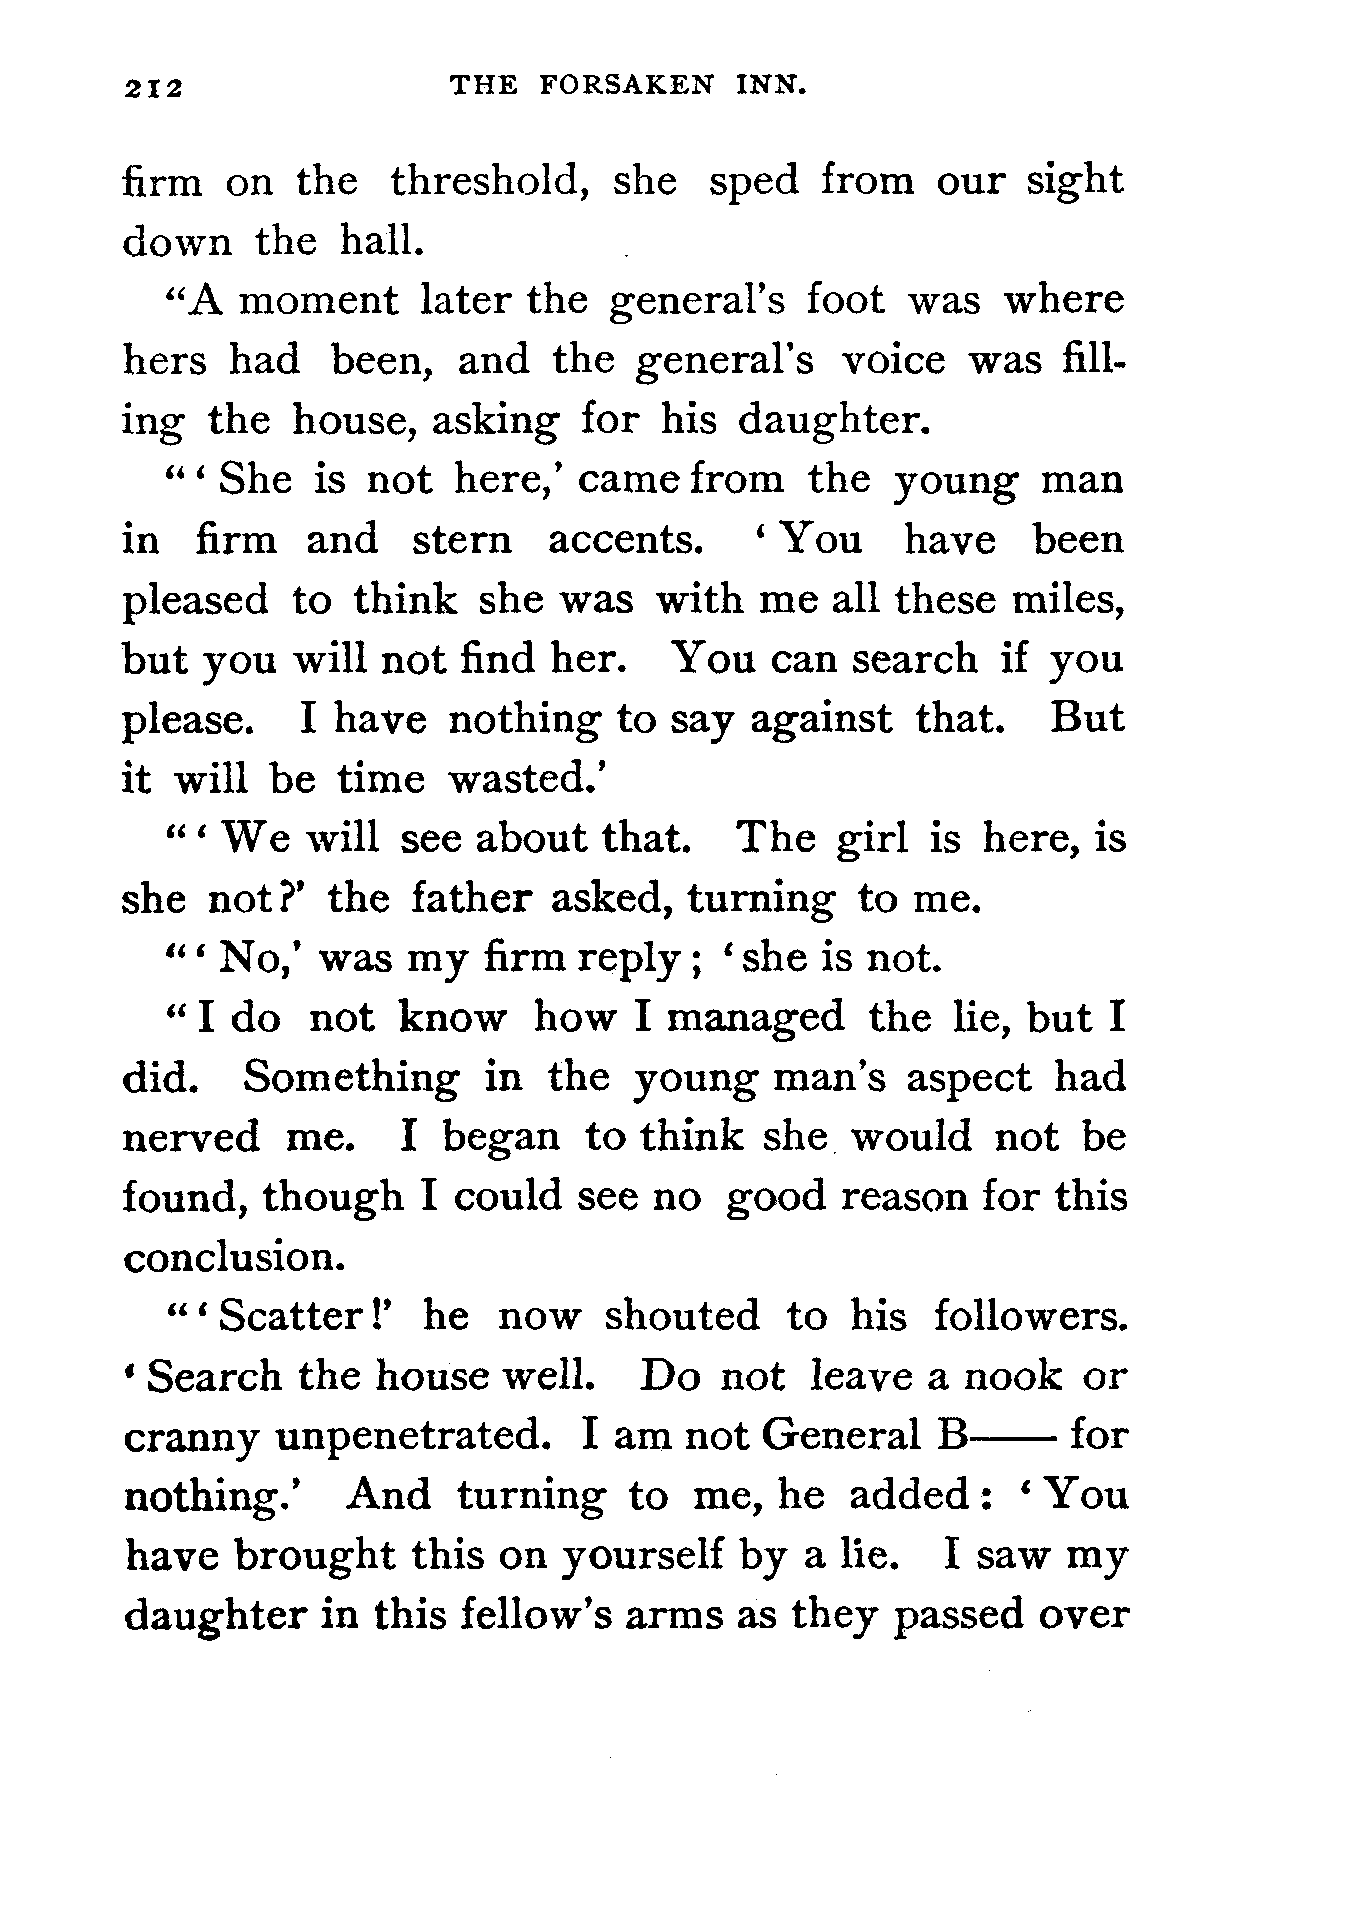 212 THE FORSAKEN INN.
firm on the threshold, she sped from our sight
down the hall.
“A moment later the general’s foot was where
hers had been, and the general’s voice was fill-
ing the house, asking for his daughter.
“ ‘ She is not here,’ came from the young man
in firm and stern accents. ‘ You have been
pleased to think she was with me all these miles,
but you will not find her. You can search if you
please. I have nothing to say against that. But
it will be time wasted.’
“ ‘ We will see about that. The girl is here, is
she not?’ the father asked, turning to me.
“ ‘ No,’ was my firm reply ; ‘ she is not.
“ I do not know how I managed the lie, but I
did. Something in the young man’s aspect had
nerved me. I began to think she would not be
found, though I could see no good reason for this
conclusion.
“ ‘ Scatter !’ he now shouted to his followers.
‘ Search the house well. Do not leave a nook or
cranny unpenetrated. I am not General B—— for
nothing.’ And turning to me, he added : ‘ You
have brought this on yourself by a lie. I saw my
daughter in this fellow’s arms as they passed over